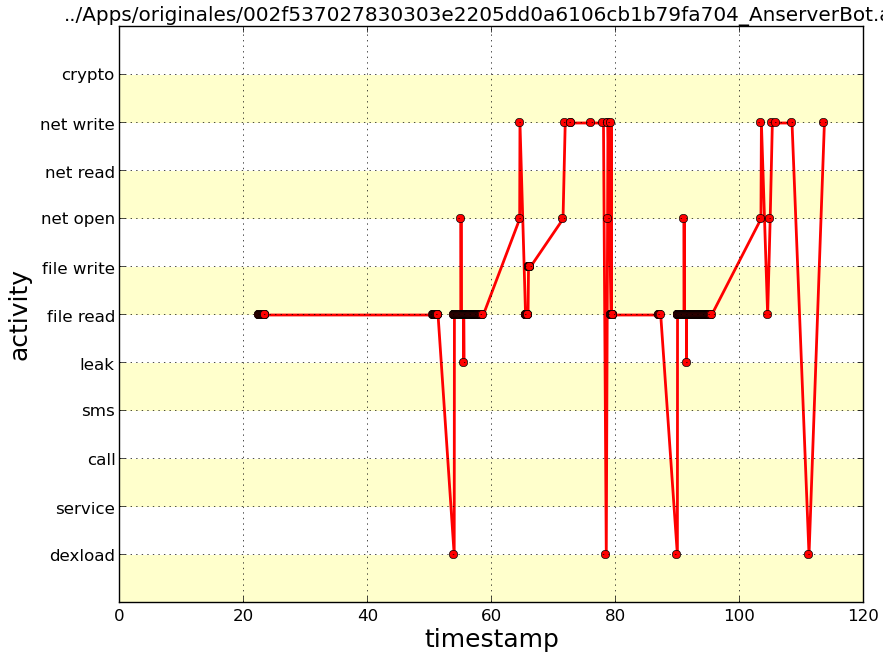 ../Apps/originales/002f537027830303e2205dd0a6106cb1b79fa704_AnserverBot.a
crypto
net write
net read
net open
file write
file read
leak
sms
call
service
dexload
activity
0 20 40 60 80 100 120
timestamp